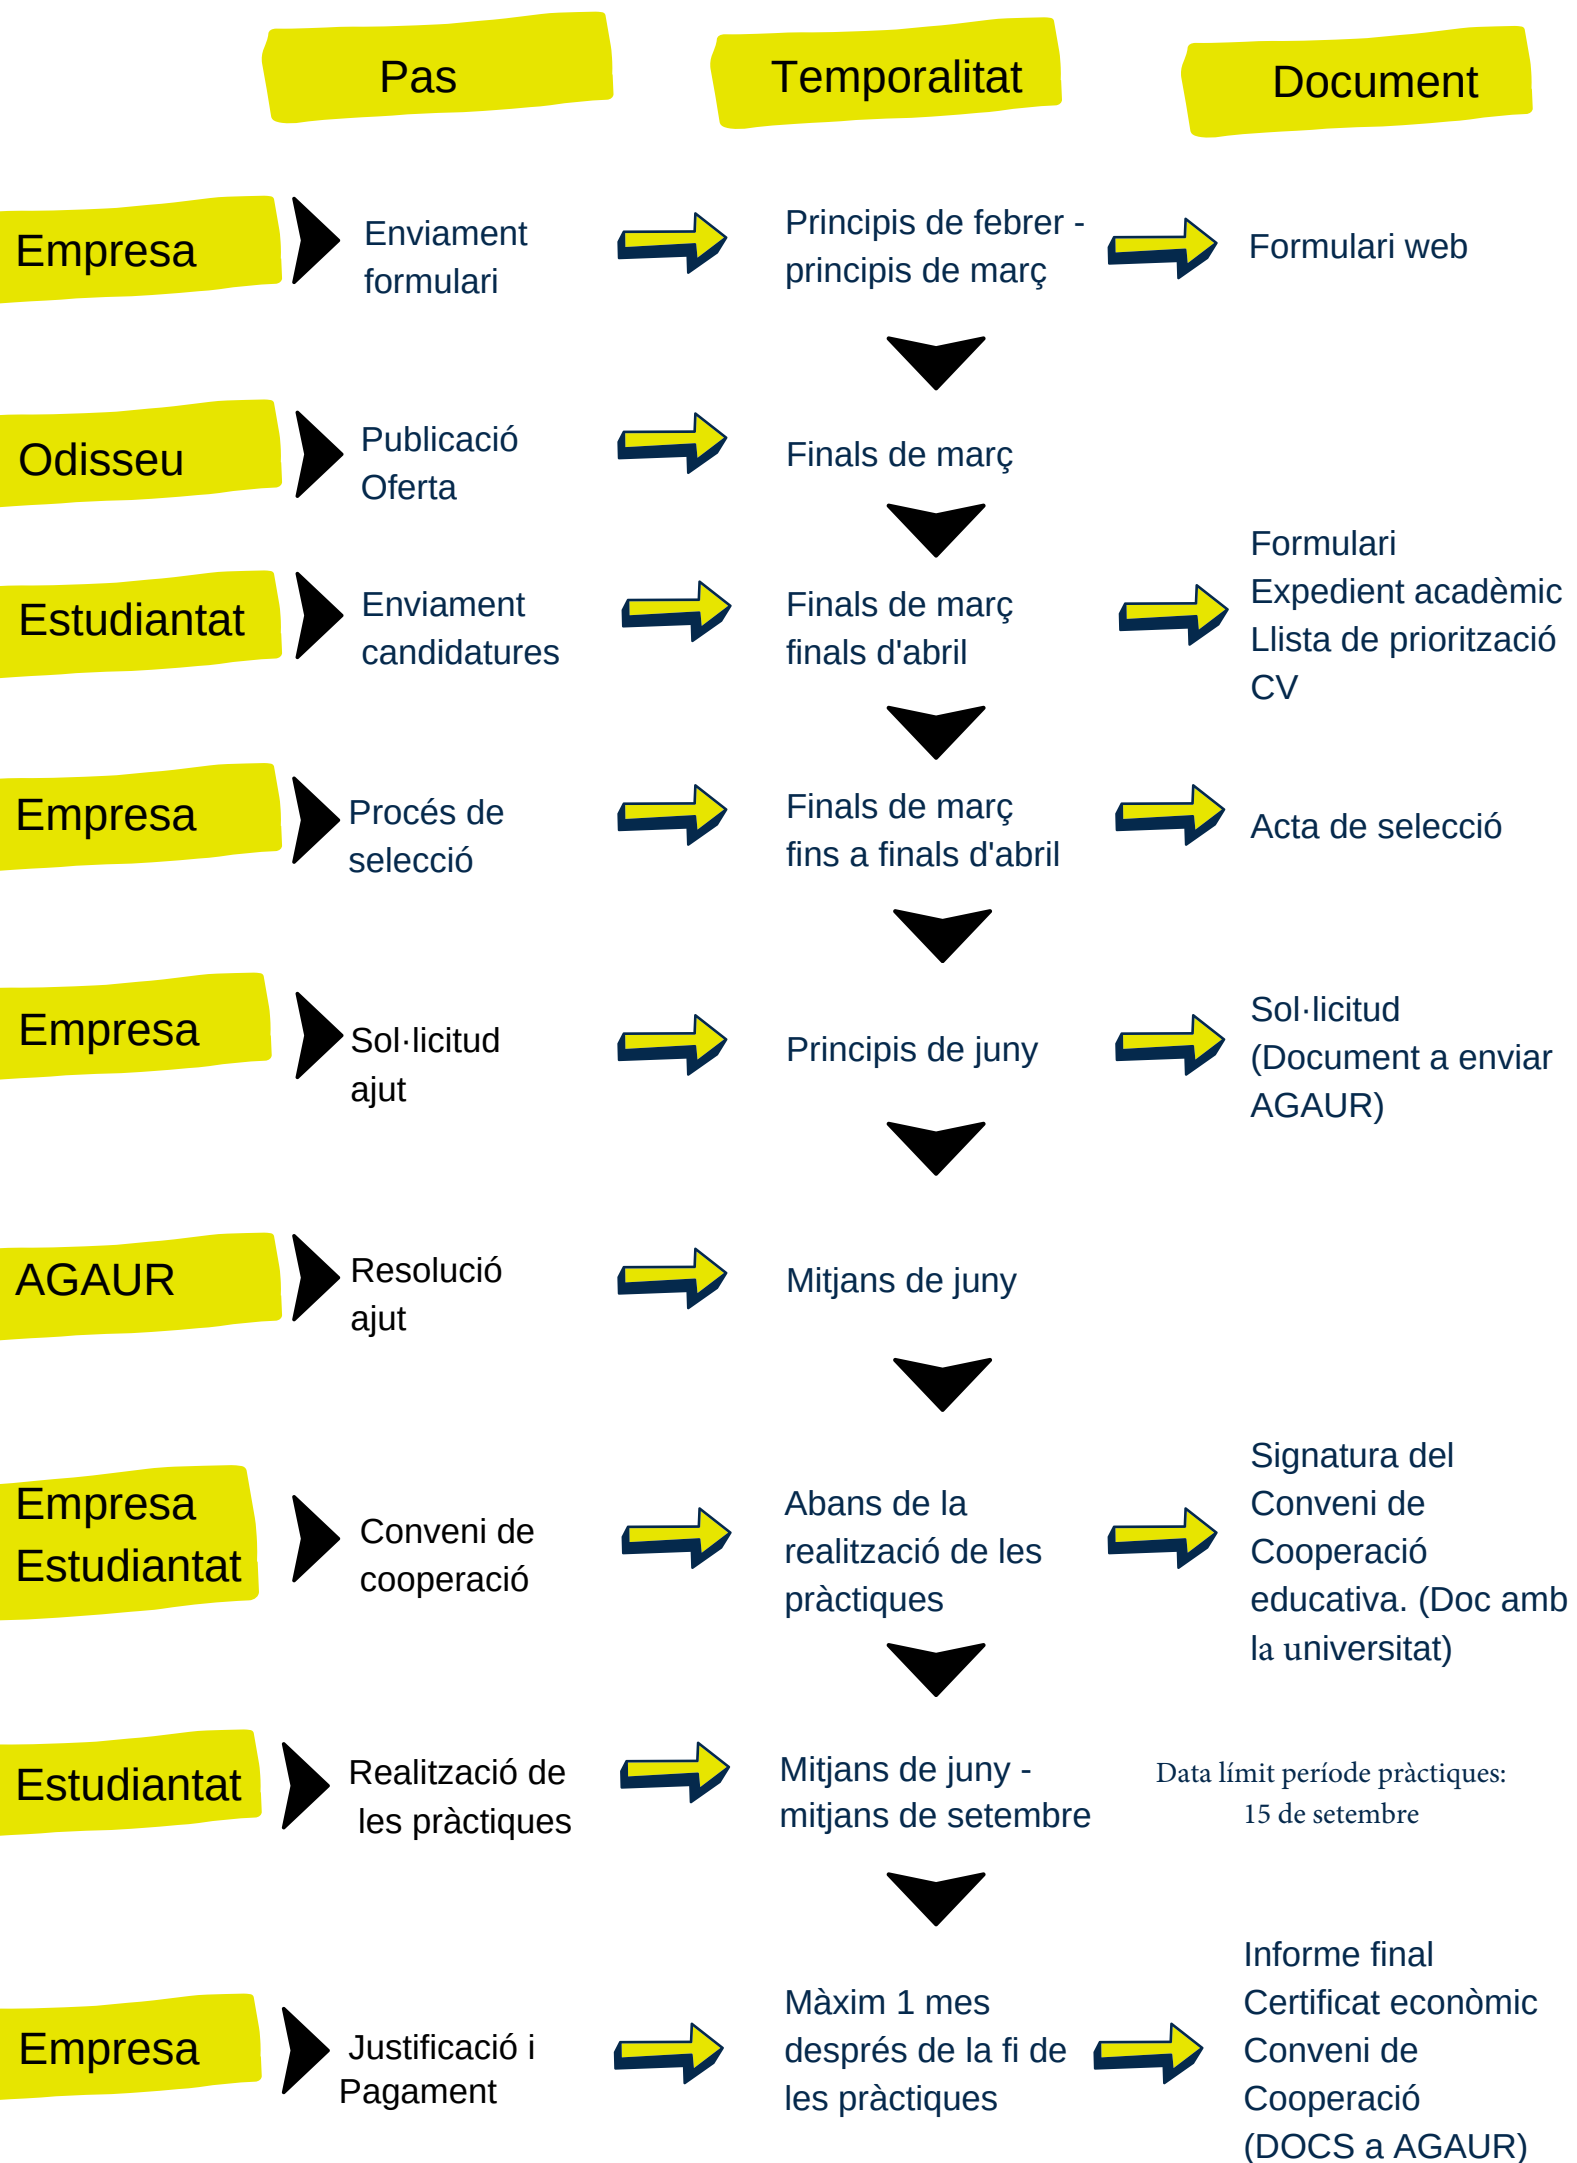 Pas
Temporalitat
Document
Empresa
Enviament
formulari
Principis de febrer -
principis de març
Formulari web
Odisseu
Publicació
Oferta
Finals de març
Estudiantat
Enviament
candidatures
Finals de març
finals d'abril
Formulari
Expedient acadèmic
Llista de priorització
CV
Empresa
Procés de
selecció
Finals de març
fins a finals d'abril
Acta de selecció
Empresa
Sol·licitud
ajut
Principis de juny
Sol·licitud
(Document a enviar
AGAUR)
AGAUR
Resolució
ajut
Mitjans de juny
Empresa
Estudiantat
Conveni de
cooperació
Abans de la
realització de les
pràctiques
Signatura del
Conveni de
Cooperació
educativa. (Doc amb
la universitat)
Estudiantat
Realització de
les pràctiques
Mitjans de juny -
mitjans de setembre
Data límit període pràctiques:
15 de setembre
Empresa
Justificació i
Pagament
Màxim 1 mes
després de la fi de
les pràctiques
Informe final
Certificat econòmic
Conveni de
Cooperació
(DOCS a AGAUR)